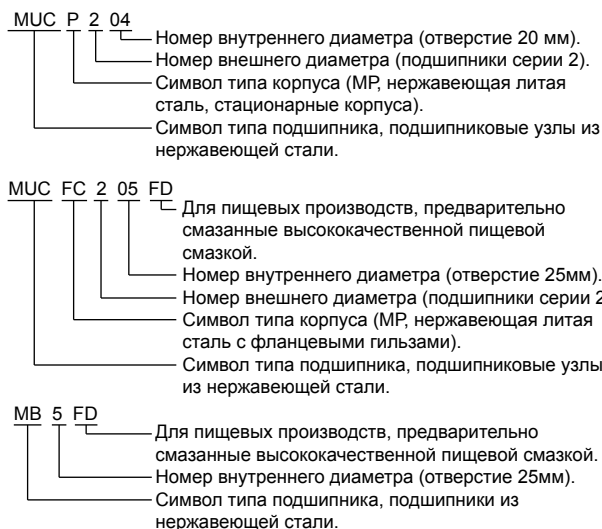 MUC P 2 04
Номер внутреннего диаметра (отверстие 20 мм).
Номер внешнего диаметра (подшипники серии 2).
Символ типа корпуса (MP, нержавеющая литая
сталь, стационарные корпуса).
Символ типа подшипника, подшипниковые узлы из
нержавеющей стали.
MUC FC 2 05 FD
Для пищевых производств, предварительно
смазанные высококачественной пищевой
смазкой.
Номер внутреннего диаметра (отверстие 25мм).
Номер внешнего диаметра (подшипники серии 2
Символ типа корпуса (MP, нержавеющая литая
сталь с фланцевыми гильзами).
Символ типа подшипника, подшипниковые узлы
из нержавеющей стали.
MB 5 FD
Для пищевых производств, предварительно
смазанные высококачественной пищевой смазкой.
Номер внутреннего диаметра (отверстие 25мм).
Символ типа подшипника, подшипники из
нержавеющей стали.